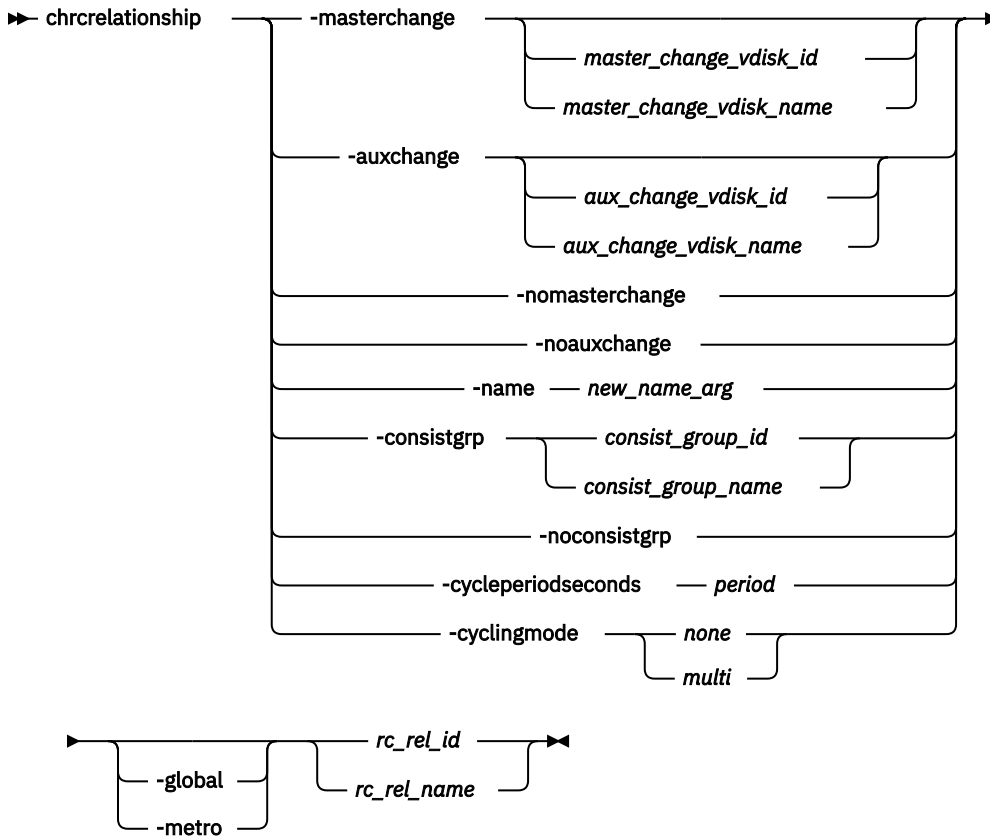 chrcrelationship -masterchange
master_change_vdisk_id
master_change_vdisk_name
-auxchange
aux_change_vdisk_id
aux_change_vdisk_name
-nomasterchange
-noauxchange
-name new_name_arg
-consistgrp consist_group_id
consist_group_name
-noconsistgrp
-cycleperiodseconds period
-cyclingmode none
multi
rc_rel_id
-global rc_rel_name
-metro